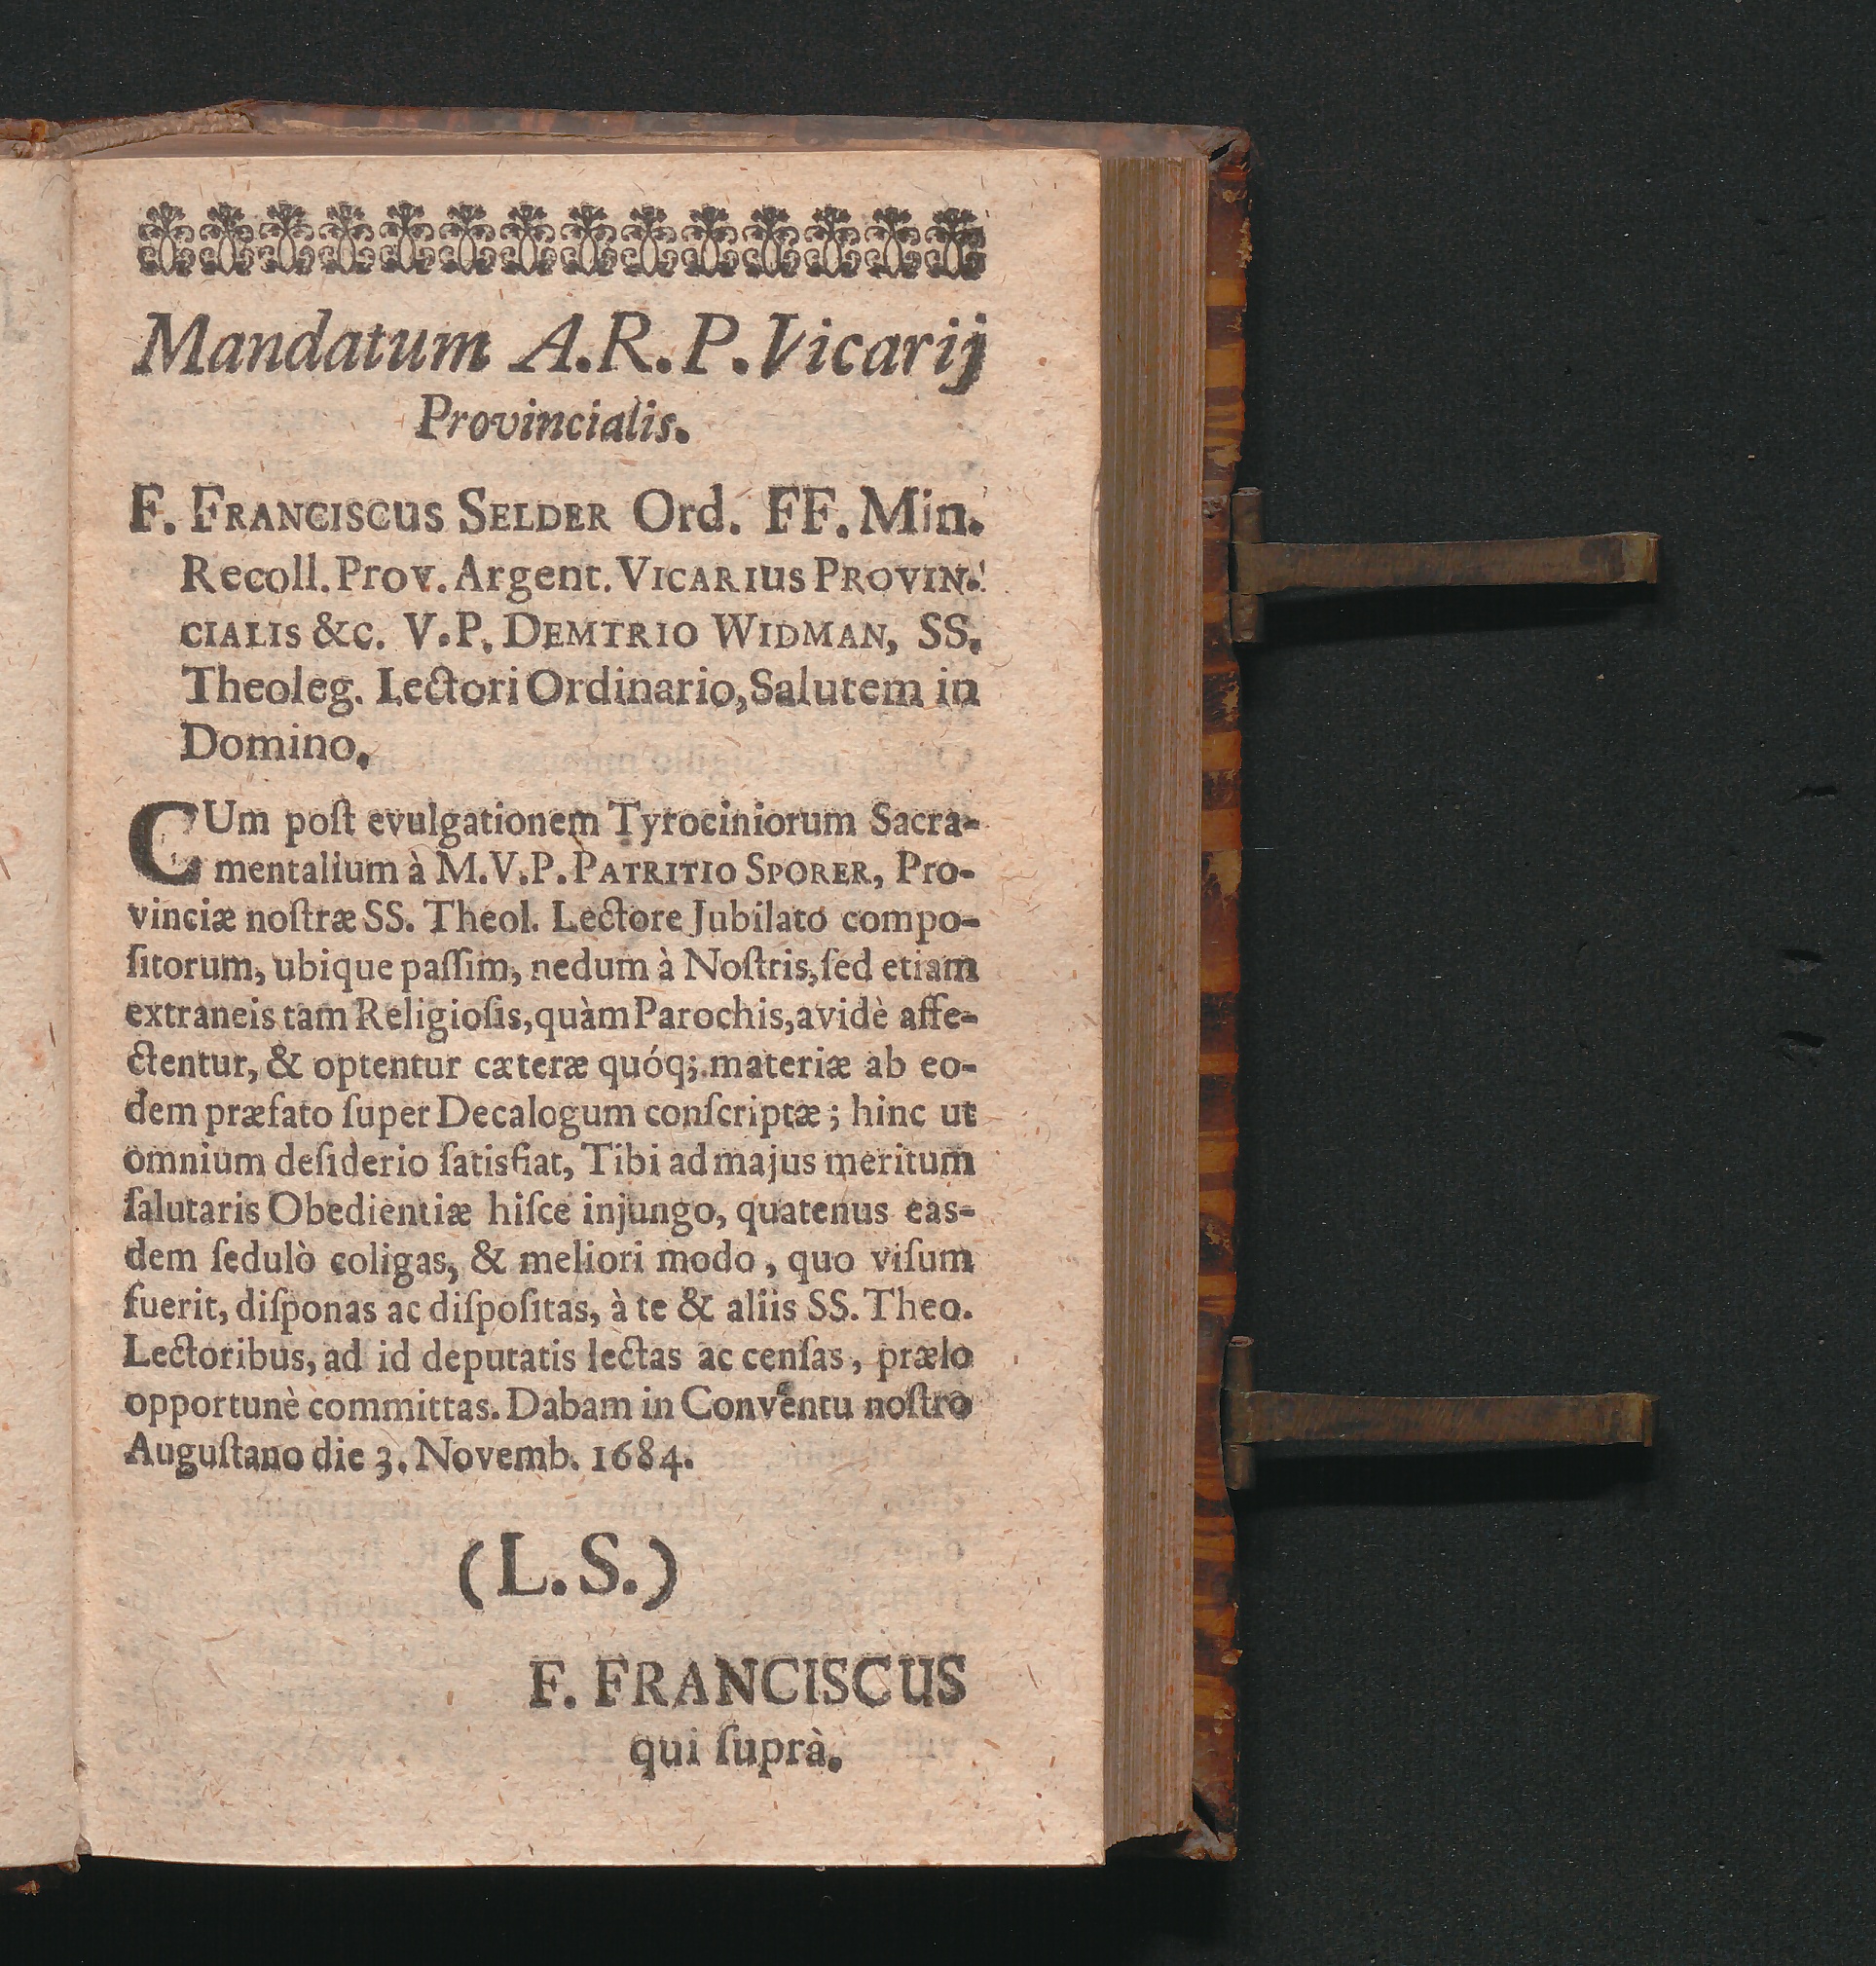 Mandatum A.R.P. Vicarij
Provincialis.
F. FRANCISCUS SELDER Ord. FF. Min.
Recoll. Prov. Argent. VICARIUS PROVIN.
CIALIS &c. V.P. DEMTRIO WIDMAN, SS.
Theoleg. Lectori Ordinario, Salutem in
Domino.
CUm poſt evulgationem Tyrociniorum Sacra-
mentalium à M.V.P. PATRITIO SPORER, Pro-
vinciæ noſtræ SS. Theol. Lectore Jubilato compo-
ſitorum, ubique paſſim, nedum à Noſtris, ſed etiam
extraneis tam Religioſis, quàm Parochis, avidè affe-
ctentur, & optentur cæteræ quóq; materiæ ab eo-
dem præfato ſuper Decalogum conſcriptæ; hinc ut
omnium deſiderio ſatisfiat, Tibi ad majus meritum
ſalutaris Obedientiæ hiſce injungo, quatenus eas-
dem ſedulò coligas, & meliori modo, quo viſum
fuerit, diſponas ac diſpoſitas, à te & aliis SS. Theo.
Lectoribus, ad id deputatis lectas ac cenſas, prælo
opportunè committas. Dabam in Conventu noſtro
Auguſtano die 3. Novemb. 1684.
(L.S.)
F. FRANCISCUS
qui ſuprà.